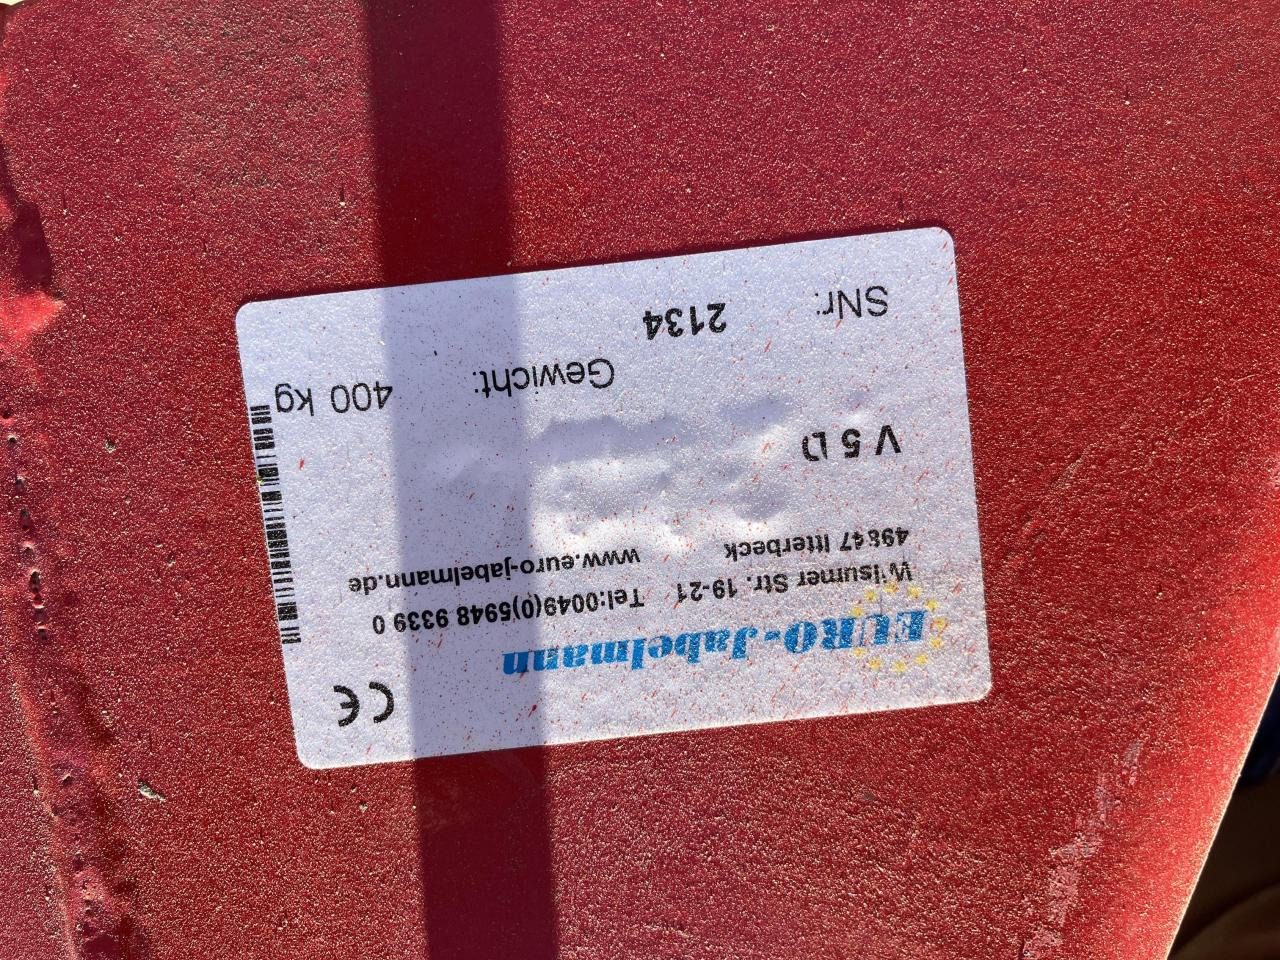 CE
EURO-Jabelmann
Wisumer Str. 19-21 Tel:0049(0)5948 9339 0
49847 Itterbeck www.euro-jabelmann.de
V 5 D
Gewicht: 400 kg
SNr: 2134